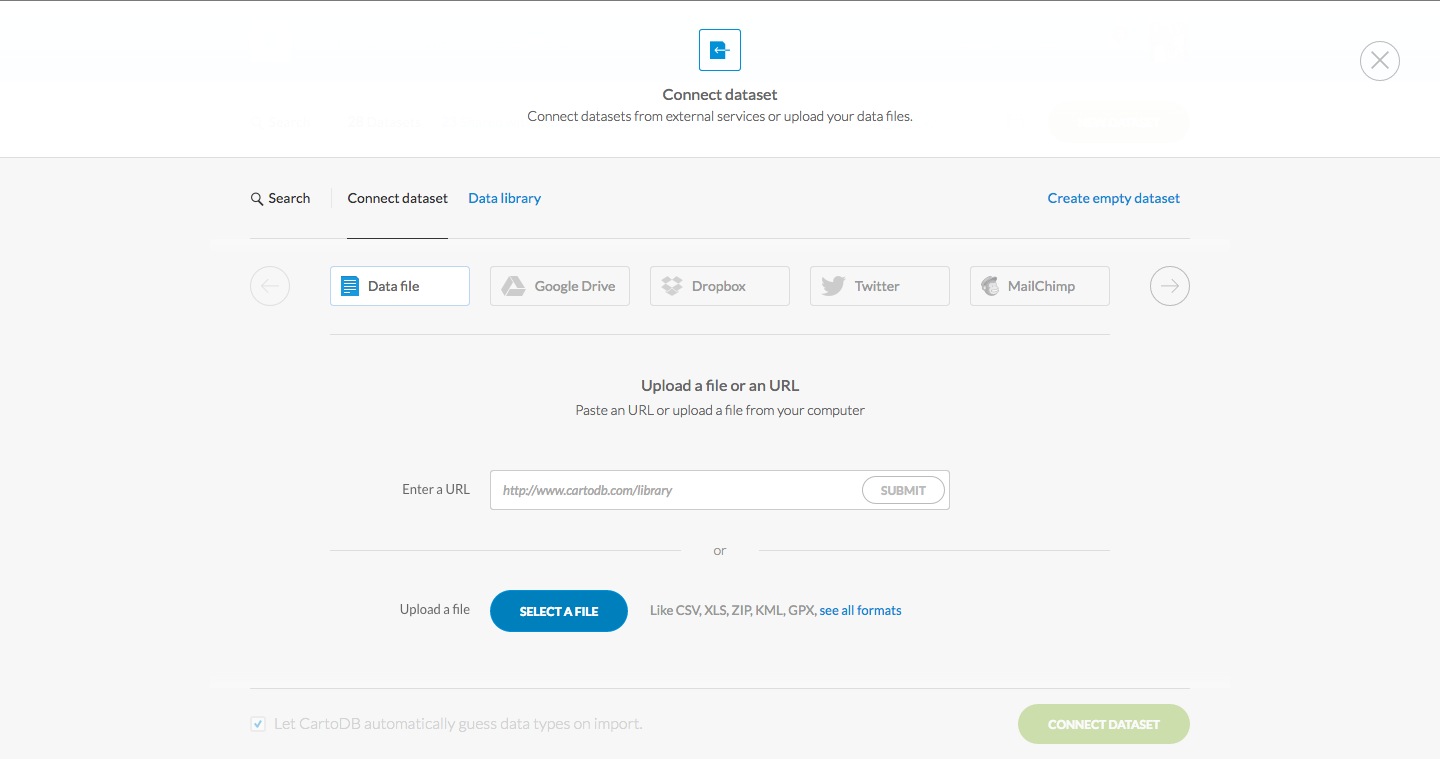 Connect dataset
Connect datasets from external services or upload your data files.
Search Connect dataset Data library Create empty dataset
Data file Google Drive Dropbox Twitter MailChimp
Upload a file or an URL
Paste an URL or upload a file from your computer
Enter a URL http://www.cartodb.com/library SUBMIT
or
Upload a file SELECT A FILE Like CSV, XLS, ZIP, KML, GPX, see all formats
Let CartoDB automatically guess data types on import. CONNECT DATASET